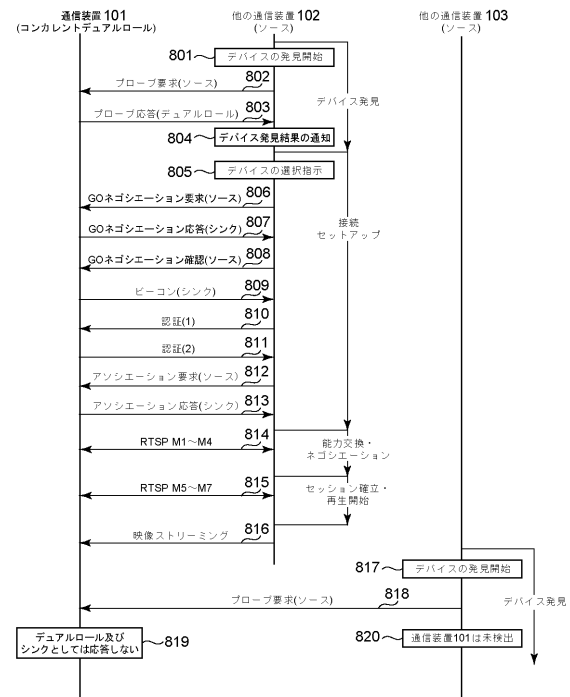 通信装置101
(コンカレントデュアルロール)
他の通信装置102
(ソース)
他の通信装置103
(ソース)
801
デバイスの発見開始
802
プローブ要求(ソース)
デバイス発見
803
プローブ応答(デュアルロール)
804
デバイス発見結果の通知
805
デバイスの選択指示
806
GOネゴシエーション要求(ソース)
807
GOネゴシエーション応答(シンク)
接続
セットアップ
808
GOネゴシエーション確認(ソース)
809
ビーコン(シンク)
810
認証(1)
811
認証(2)
812
アソシエーション要求(ソース)
813
アソシエーション応答(シンク)
814
RTSP M1～M4
能力交換・
ネゴシエーション
815
RTSP M5～M7
セッション確立・
再生開始
816
映像ストリーミング
817
デバイスの発見開始
818
プローブ要求(ソース)
デバイス発見
デュアルロール及び
シンクとしては応答しない
819
820
通信装置101は未検出